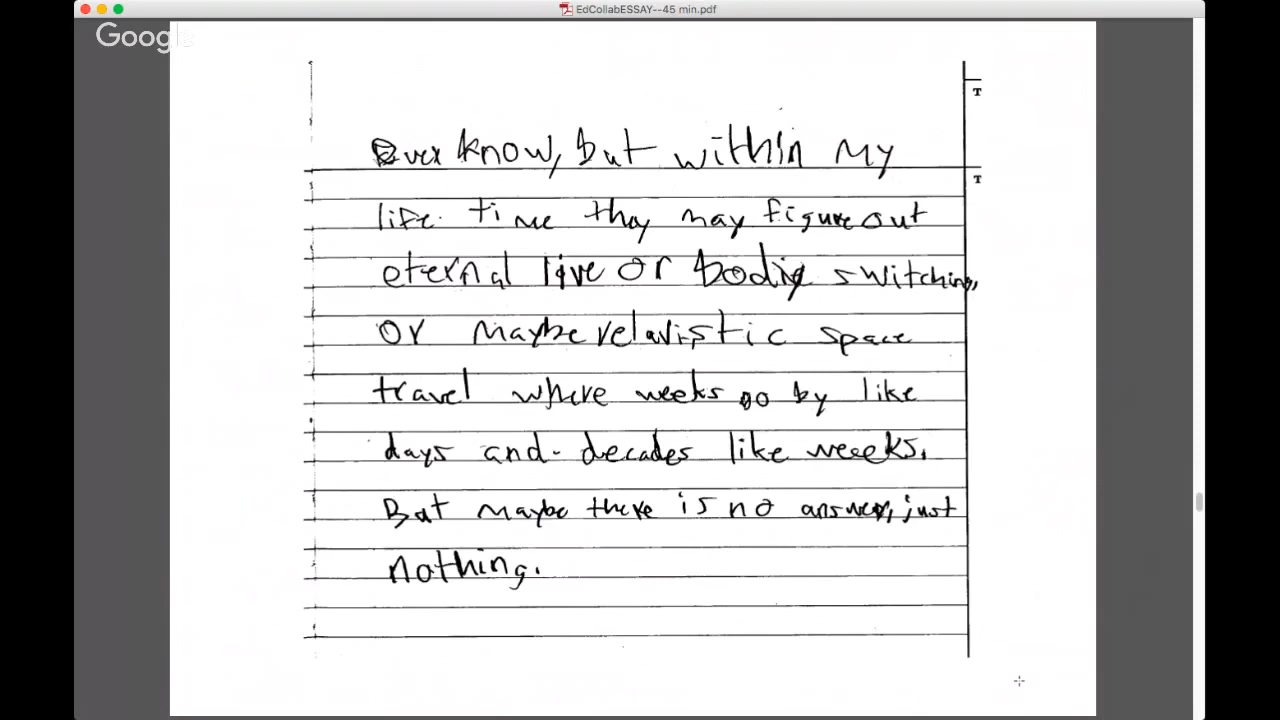 EdCollabESSAY--45 min.pdf
Google
T
ever know, but within my
T
life time they may figure out
eternal live or body switching,
or maybe relavistic space
travel where weeks go by like
days and decades like weeks.
But maybe there is no answer, just
nothing.